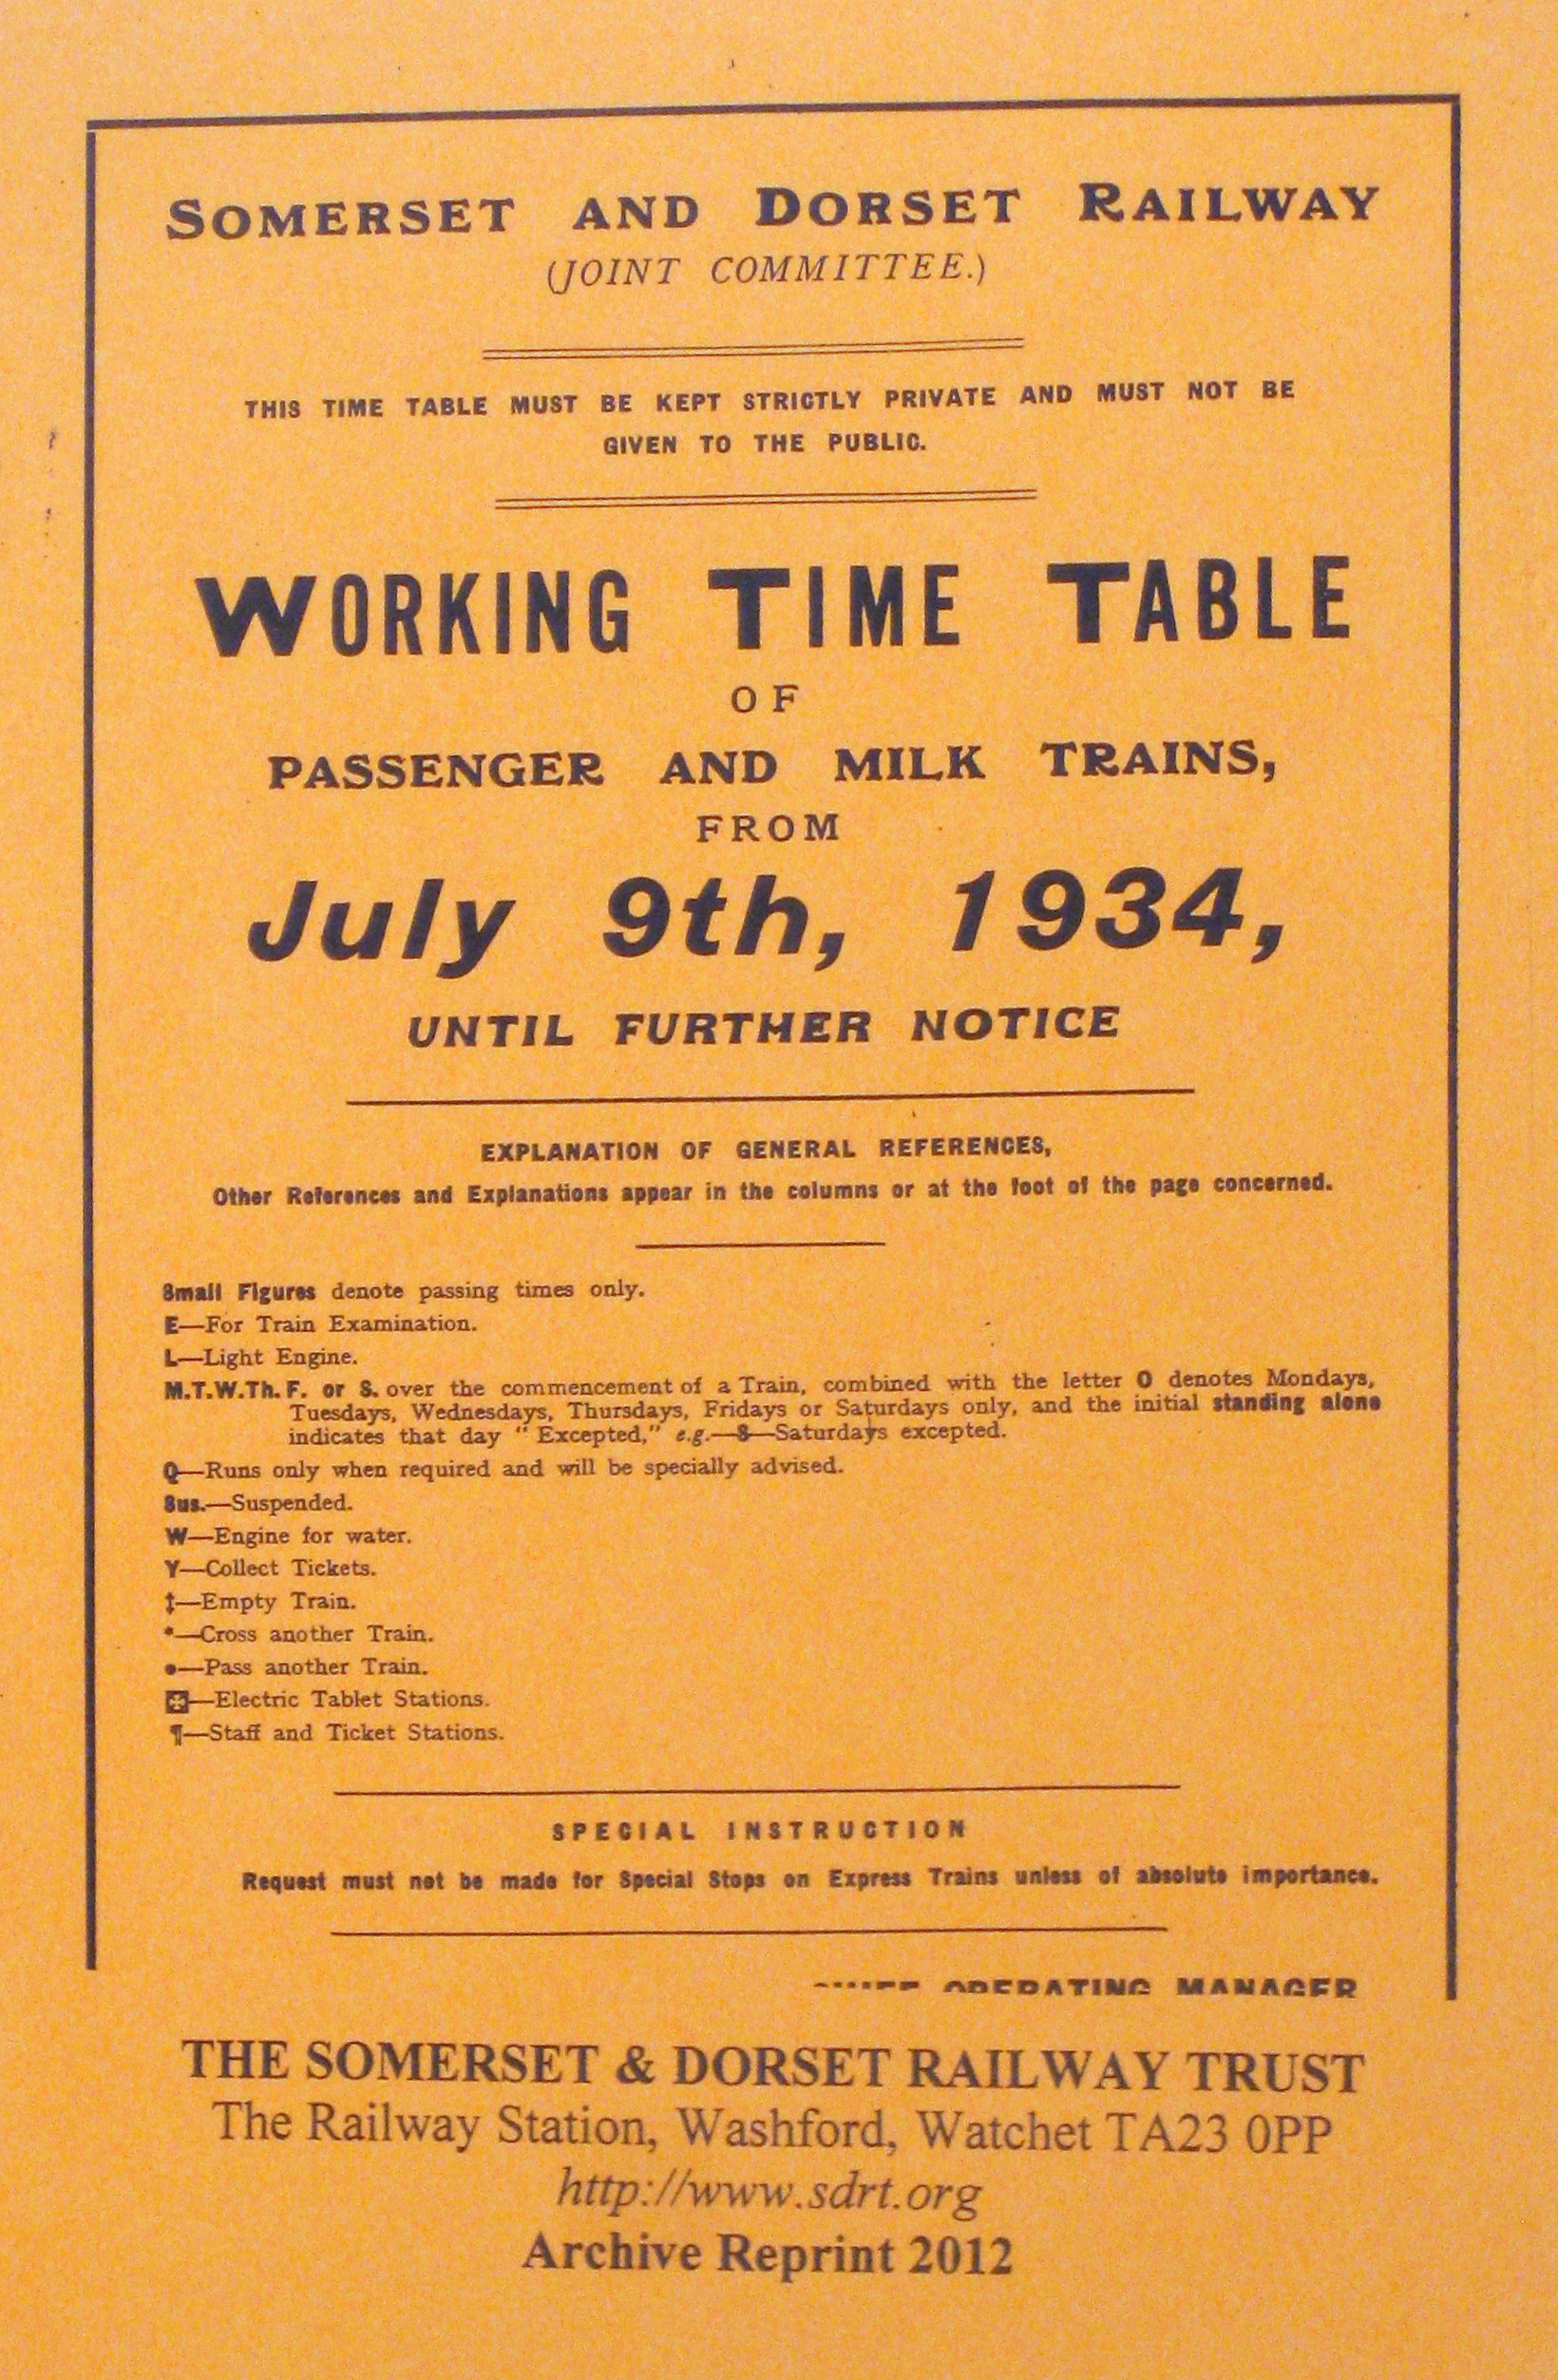 SOMERSET AND DORSET RAILWAY
(JOINT COMMITTEE.)
THIS TIME TABLE MUST BE KEPT STRICTLY PRIVATE AND MUST NOT BE
GIVEN TO THE PUBLIC.
WORKING TIME TABLE
OF
PASSENGER AND MILK TRAINS,
FROM
July 9th, 1934,
UNTIL FURTHER NOTICE
EXPLANATION OF GENERAL REFERENCES,
Other References and Explanations appear in the columns or at the foot of the page concerned.
Small Figures denote passing times only.
E—For Train Examination.
L—Light Engine.
M.T.W.Th.F. or S. over the commencement of a Train, combined with the letter O denotes Mondays,
Tuesdays, Wednesdays, Thursdays, Fridays or Saturdays only, and the initial standing alone
indicates that day "Excepted," e.g.—S—Saturdays excepted.
Q—Runs only when required and will be specially advised.
Sus.—Suspended.
W—Engine for water.
Y—Collect Tickets.
‡—Empty Train.
*—Cross another Train.
●—Pass another Train.
✠—Electric Tablet Stations.
¶—Staff and Ticket Stations.
SPECIAL INSTRUCTION
Request must not be made for Special Stops on Express Trains unless of absolute importance.
OPERATING MANAGER
THE SOMERSET & DORSET RAILWAY TRUST
The Railway Station, Washford, Watchet TA23 0PP
http://www.sdrt.org
Archive Reprint 2012